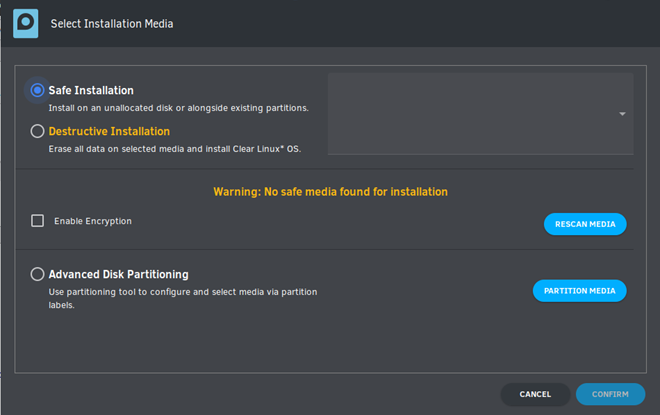 Select Installation Media
Safe Installation
Install on an unallocated disk or alongside existing partitions.
Destructive Installation
Erase all data on selected media and install Clear Linux* OS.
Warning: No safe media found for installation
Enable Encryption
RESCAN MEDIA
Advanced Disk Partitioning
Use partitioning tool to configure and select media via partition
labels.
PARTITION MEDIA
CANCEL
CONFIRM